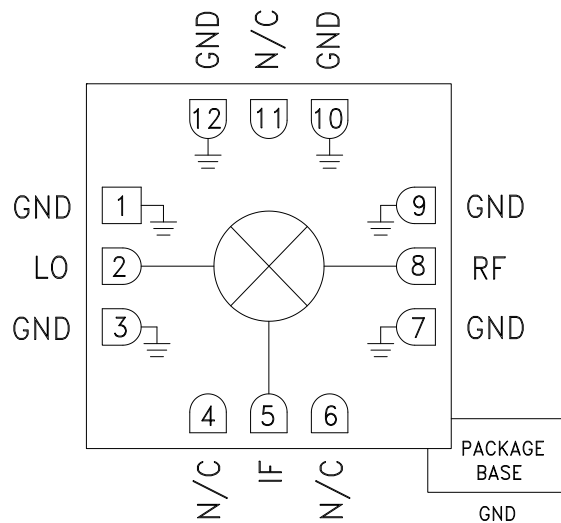 GND
N/C
GND
12
11
10
GND
1
9
GND
LO
2
8
RF
GND
3
7
GND
4
5
6
N/C
IF
N/C
PACKAGE
BASE
GND